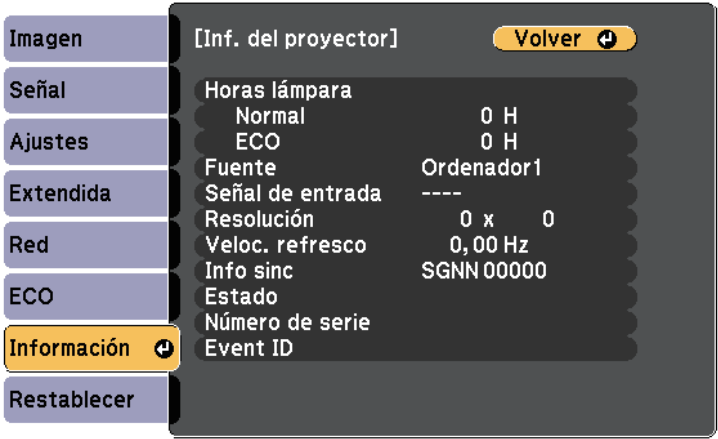 Imagen
Señal
Ajustes
Extendida
Red
ECO
Información
Restablecer
[Inf. del proyector]
Volver
Horas lámpara
Normal 0 H
ECO 0 H
Fuente Ordenador1
Señal de entrada ----
Resolución 0 x 0
Veloc. refresco 0,00 Hz
Info sinc SGNN 00000
Estado
Número de serie
Event ID